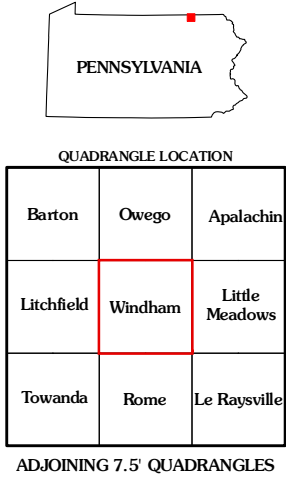 PENNSYLVANIA
QUADRANGLE LOCATION
Barton Owego Apalachin
Litchfield Windham Little Meadows
Towanda Rome Le Raysville
ADJOINING 7.5' QUADRANGLES